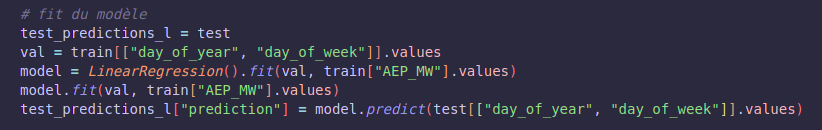 # fit du modèle
test_predictions_l = test
val = train[["day_of_year", "day_of_week"]].values
model = LinearRegression().fit(val, train["AEP_MW"].values)
model.fit(val, train["AEP_MW"].values)
test_predictions_l["prediction"] = model.predict(test[["day_of_year", "day_of_week"]].values)